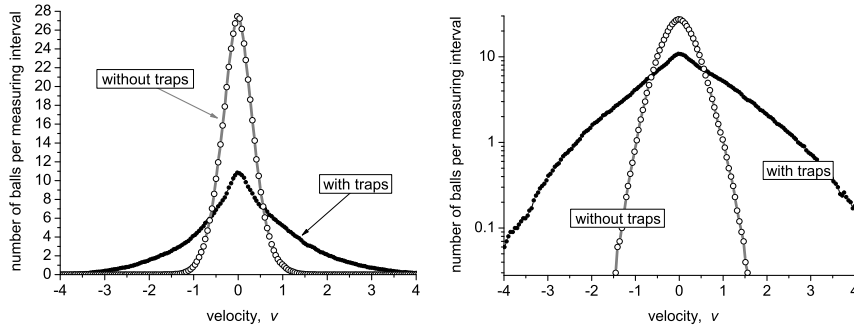 number of balls per measuring interval
28
26
24
22
20
18
16
14
12
10
8
6
4
2
0
without traps
with traps
-4 -3 -2 -1 0 1 2 3 4
velocity, v
number of balls per measuring interval
10
1
0.1
with traps
without traps
-4 -3 -2 -1 0 1 2 3 4
velocity, v